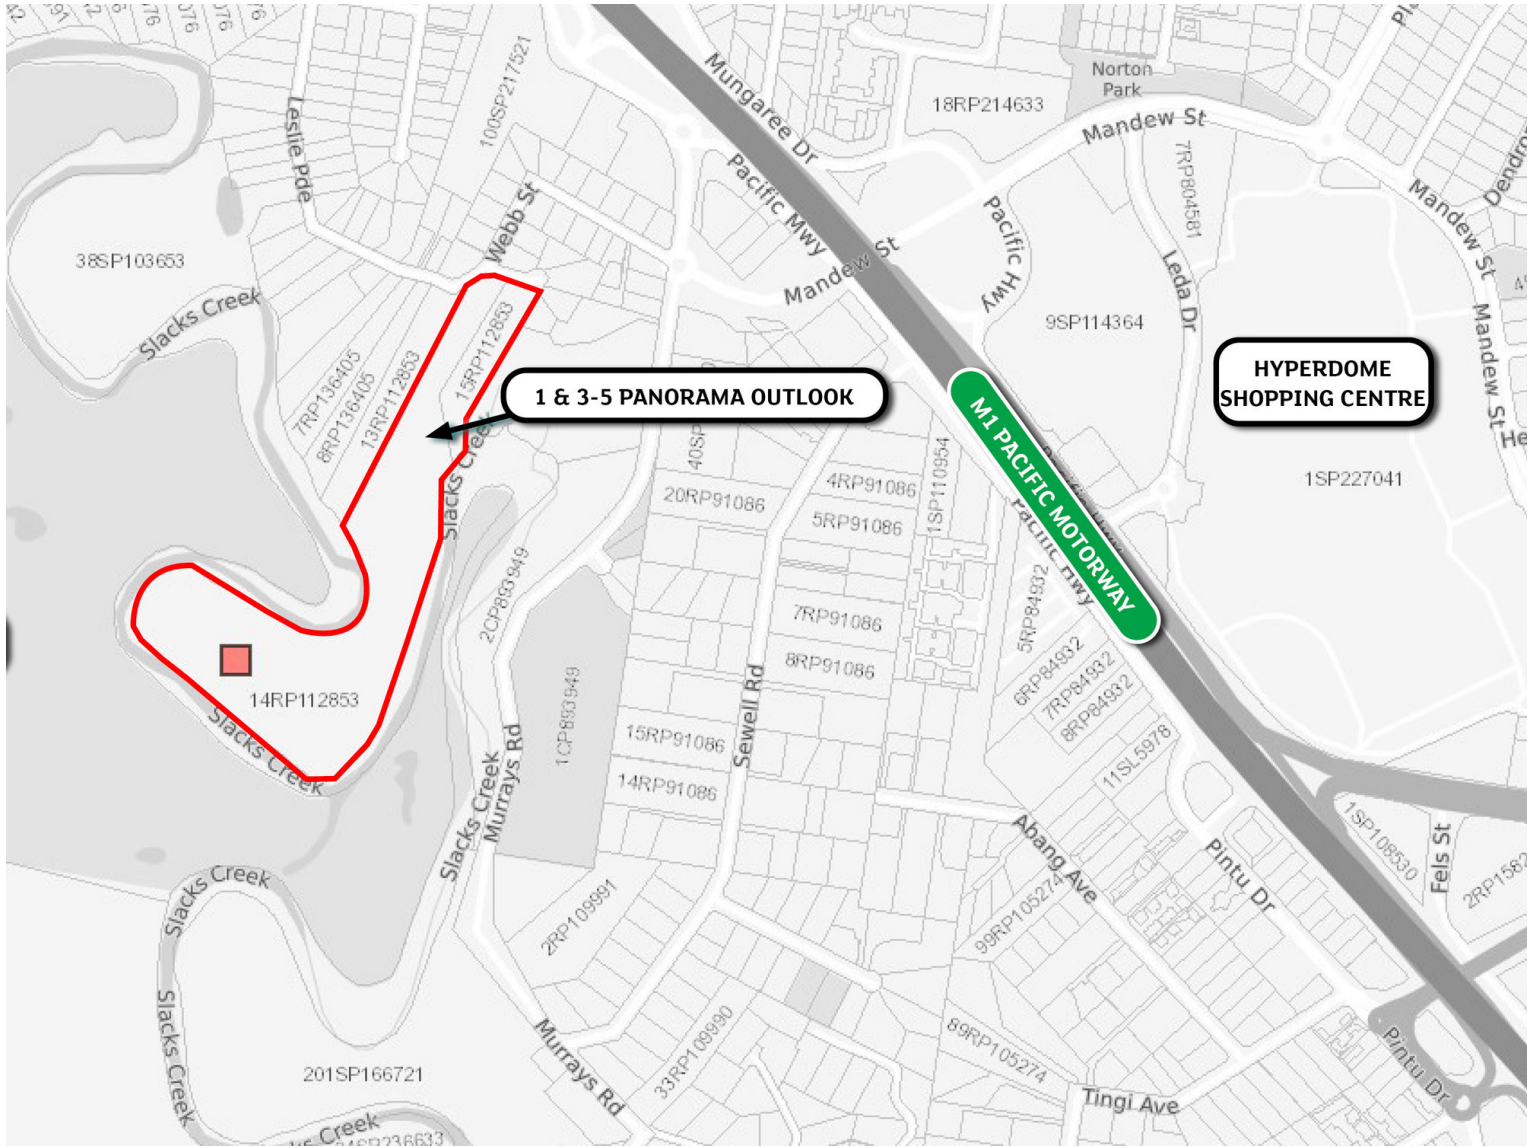 076
100SP217521
Leslie Pde
Webb St
Mungaree Dr
Pacific Mwy
18RP214633
Norton
Park
Mandew St
7RP804581
Mandew St
38SP103653
Slacks Creek
Mandew St
Pacific Hwy
Leda Dr
9SP114364
Mandew St
15RP112853
7RP136405
8RP136405
13RP112853
1 & 3-5 PANORAMA OUTLOOK
HYPERDOME
SHOPPING CENTRE
M1 PACIFIC MOTORWAY
Slacks Creek
20RP91086
4RP91086
5RP91086
1SP110954
1SP227041
Pacific Hwy
2CP893949
7RP91086
8RP91086
5RP84932
6RP84932
7RP84932
8RP84932
14RP112853
Slacks Creek
1CP893949
15RP91086
14RP91086
Sewell Rd
11SL5978
Slacks Creek
Murrays Rd
Abang Ave
Pintu Dr
1SP108530
Fels St
Slacks Creek
2RP109991
99RP105274
Slacks Creek
Murrays Rd
33RP109990
89RP105274
Pintu Dr
201SP166721
Tingi Ave